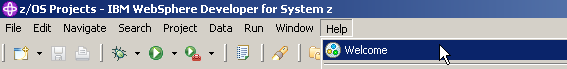 z/OS Projects - IBM WebSphere Developer for System z
File Edit Navigate Search Project Data Run Window Help
Welcome